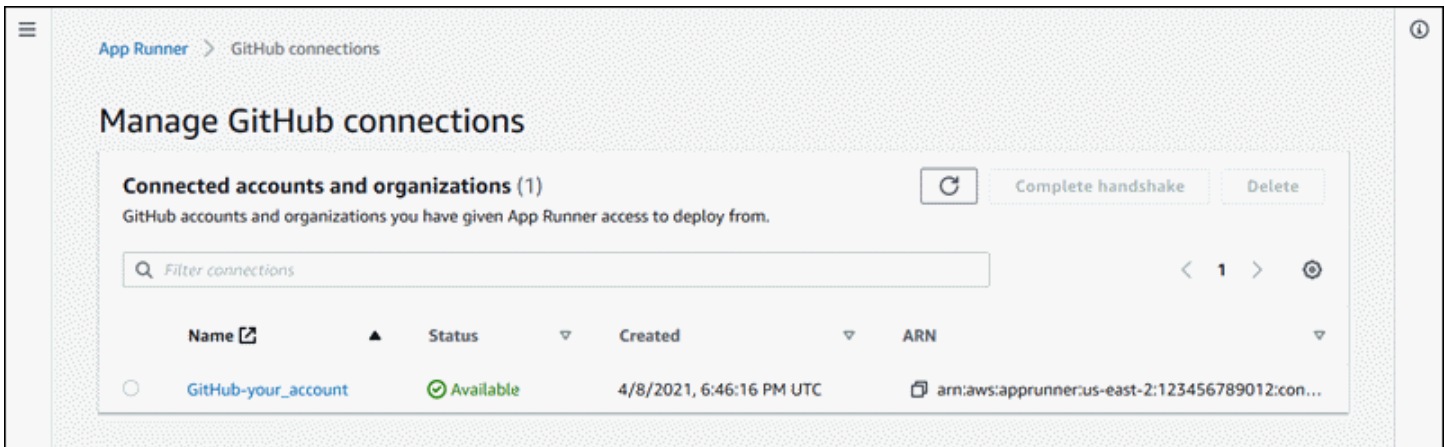 App Runner > GitHub connections
Manage GitHub connections
Connected accounts and organizations (1)
Complete handshake
Delete
GitHub accounts and organizations you have given App Runner access to deploy from.
Filter connections
< 1 >
Name Status Created ARN
GitHub-your_account Available 4/8/2021, 6:46:16 PM UTC arn:aws:apprunner:us-east-2:123456789012:con...